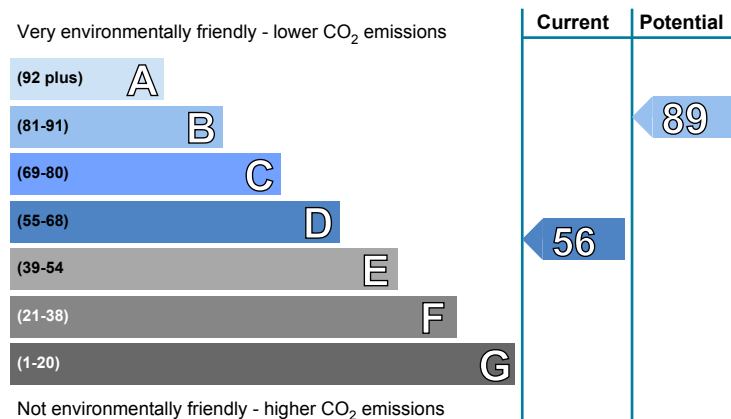 Very environmentally friendly - lower CO₂ emissions
Current
Potential
(92 plus) A
(81-91) B
89
(69-80) C
(55-68) D
56
(39-54 E
(21-38) F
(1-20) G
Not environmentally friendly - higher CO₂ emissions